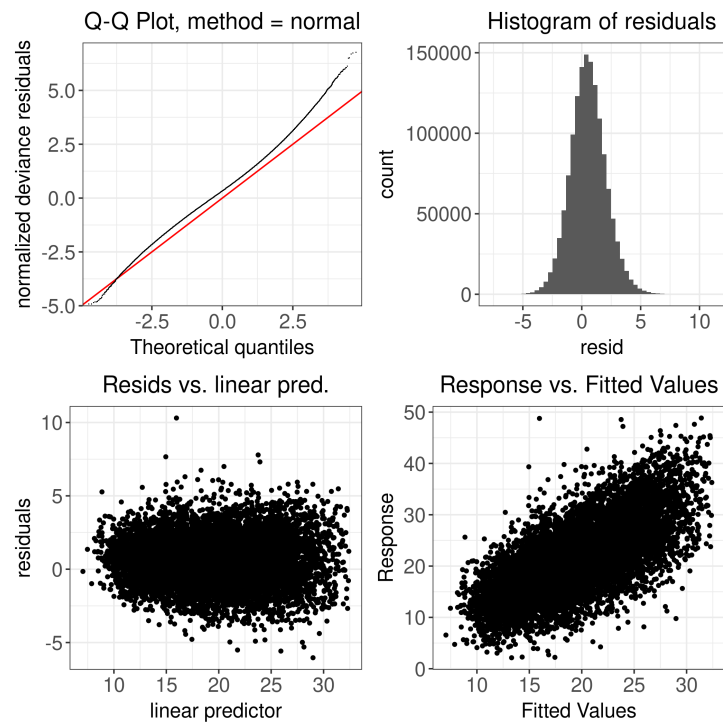 Q-Q Plot, method = normal
normalized deviance residuals
5.0
2.5
0.0
-2.5
-5.0
-2.5 0.0 2.5
Theoretical quantiles
Histogram of residuals
count
150000
100000
50000
0
-5 0 5 10
resid
Resids vs. linear pred.
residuals
10
5
0
-5
10 15 20 25 30
linear predictor
Response vs. Fitted Values
Response
50
40
30
20
10
0
10 15 20 25 30
Fitted Values